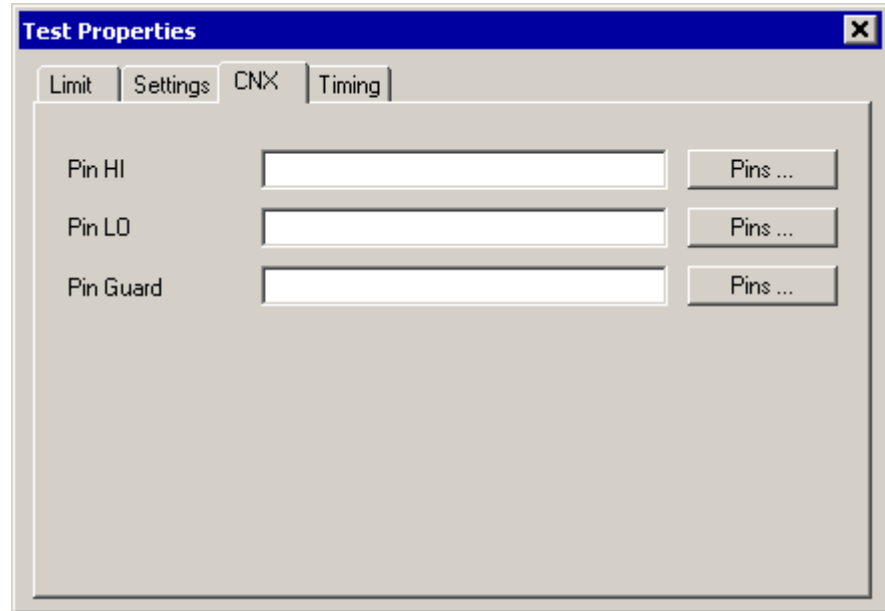 Test Properties
Limit Settings CNX Timing
Pin HI Pins ...
Pin LO Pins ...
Pin Guard Pins ...